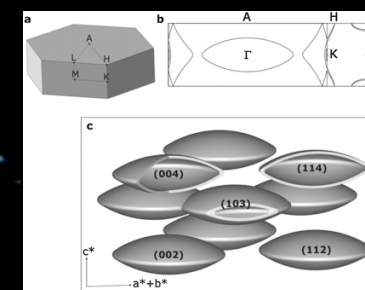 a
A
L
H
M
K
b
A
H
Γ
K
c
(004)
(114)
(103)
(002)
(112)
c*
a*+b*